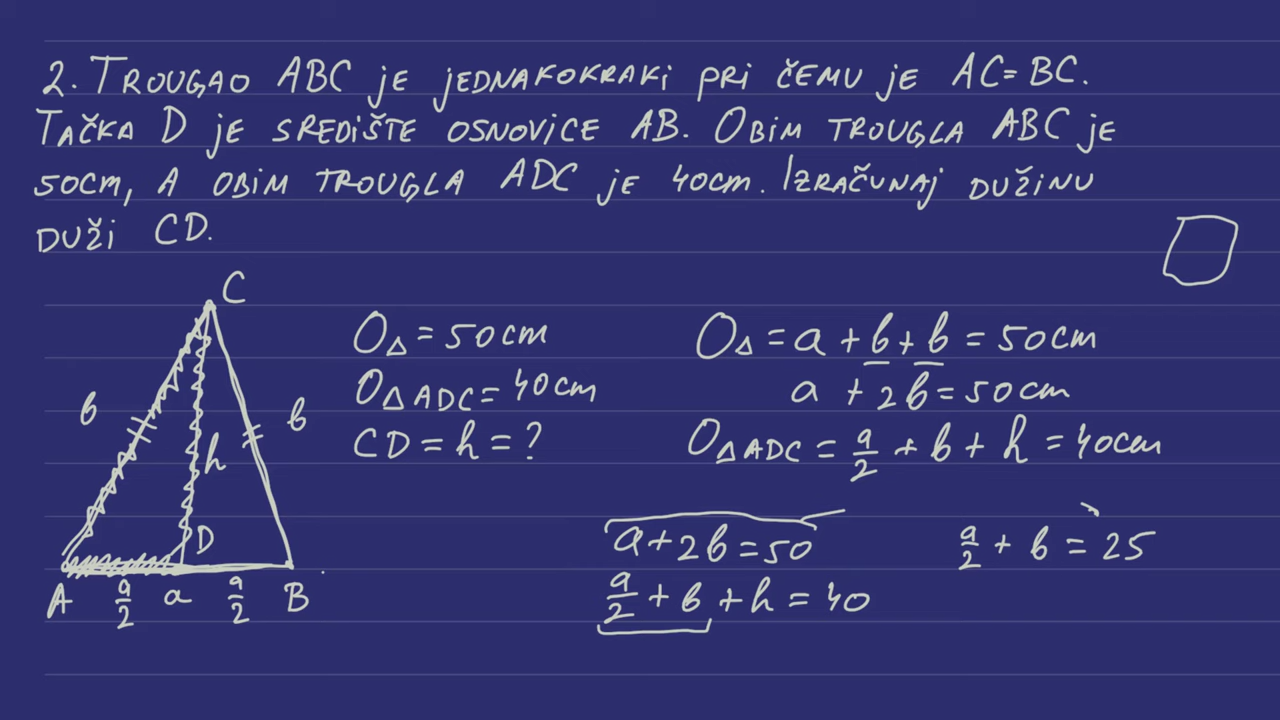 2. TROUGAO ABC JE JEDNAKOKRAKI PRI ČEMU JE AC=BC.
TAČKA D JE SREDIŠTE OSNOVICE AB. OBIM TROUGLA ABC JE
50CM, A OBIM TROUGLA ADC JE 40CM. IZRAČUNAJ DUŽINU
DUŽI CD.
C
b
b
h
D
A
a/2
a
a/2
B
O△ = 50cm
O△ADC = 40cm
CD = h = ?
O△ = a + b + b = 50cm
a + 2b = 50cm
O△ADC = a/2 + b + h = 40cm
a + 2b = 50
a/2 + b + h = 40
a/2 + b = 25